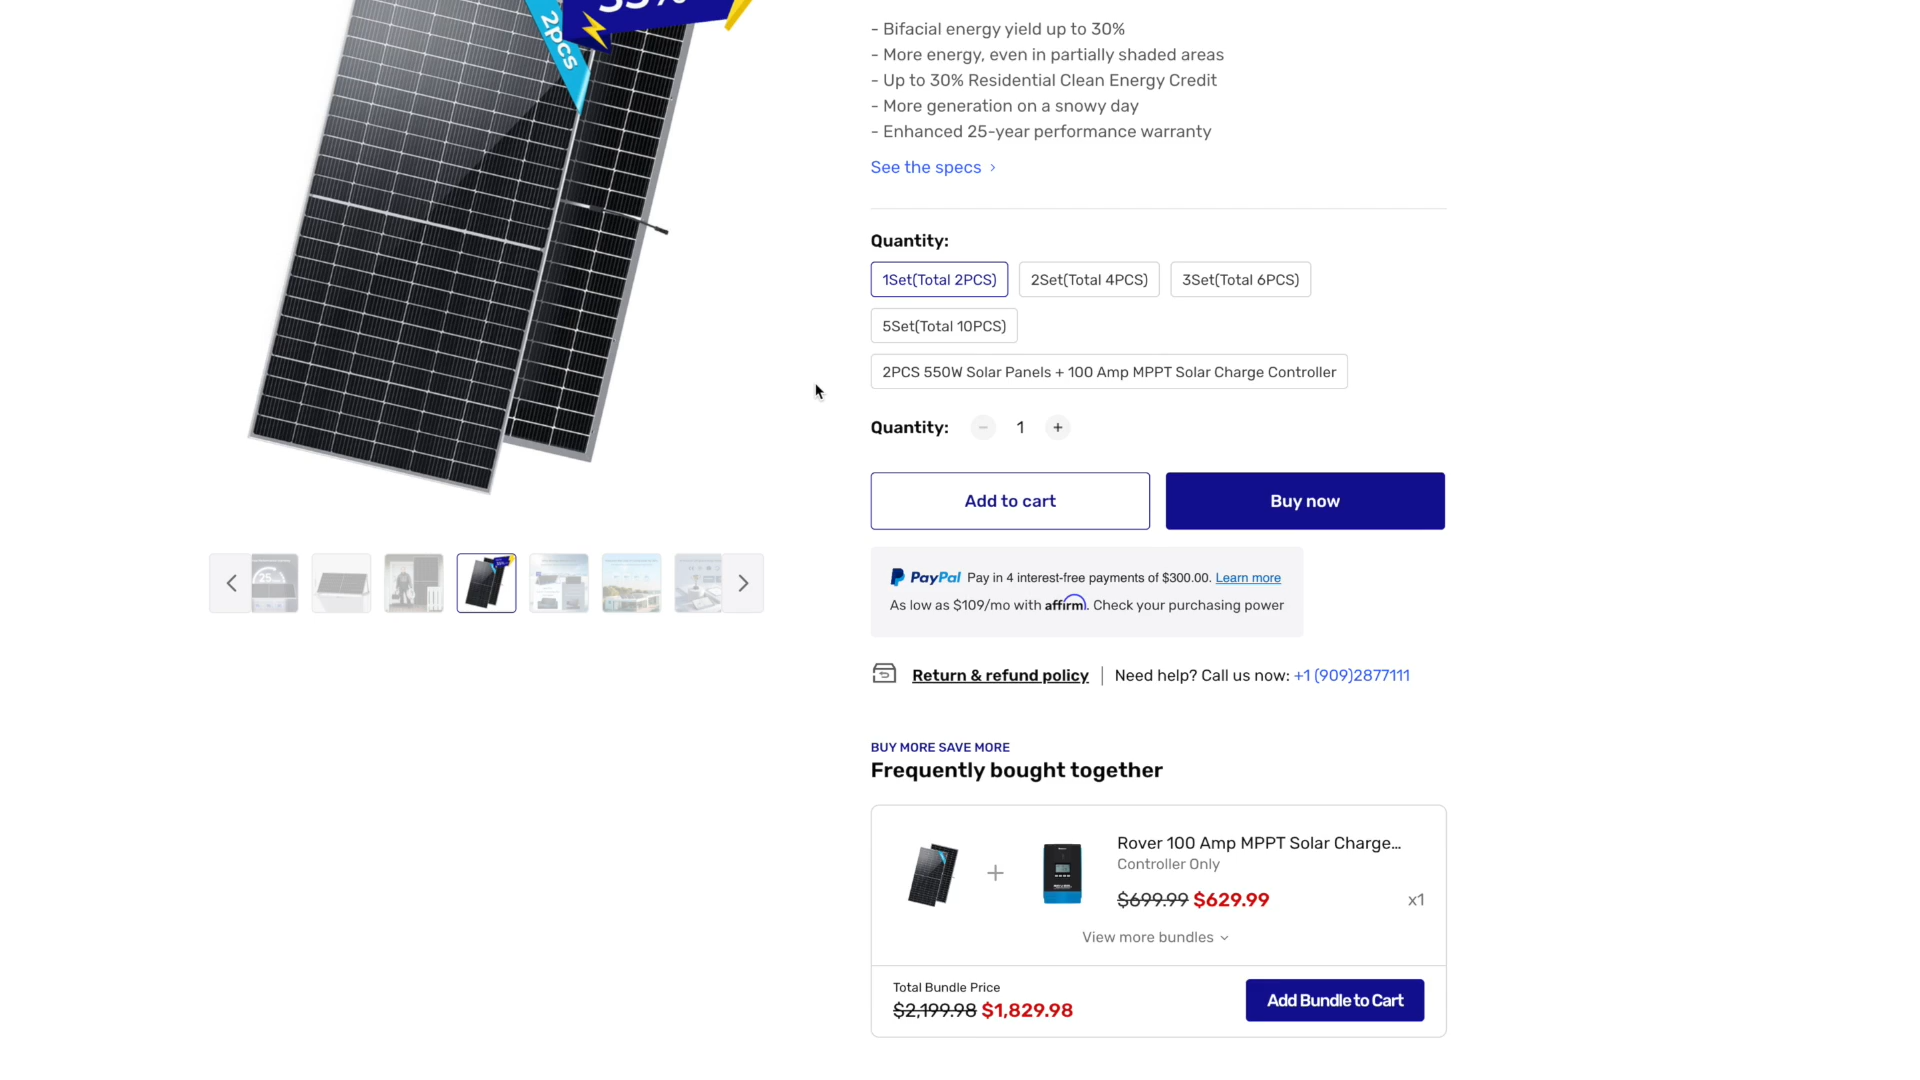 2pcs
- Bifacial energy yield up to 30%
- More energy, even in partially shaded areas
- Up to 30% Residential Clean Energy Credit
- More generation on a snowy day
- Enhanced 25-year performance warranty
See the specs ›
Quantity:
1Set(Total 2PCS) 2Set(Total 4PCS) 3Set(Total 6PCS)
5Set(Total 10PCS)
2PCS 550W Solar Panels + 100 Amp MPPT Solar Charge Controller
Quantity: − 1 +
Add to cart Buy now
25
PayPal Pay in 4 interest-free payments of $300.00. Learn more
As low as $109/mo with affirm. Check your purchasing power
Return & refund policy | Need help? Call us now: +1 (909)2877111
BUY MORE SAVE MORE
Frequently bought together
Rover 100 Amp MPPT Solar Charge...
Controller Only
$699.99 $629.99 x1
View more bundles
Total Bundle Price
$2,199.98 $1,829.98
Add Bundle to Cart